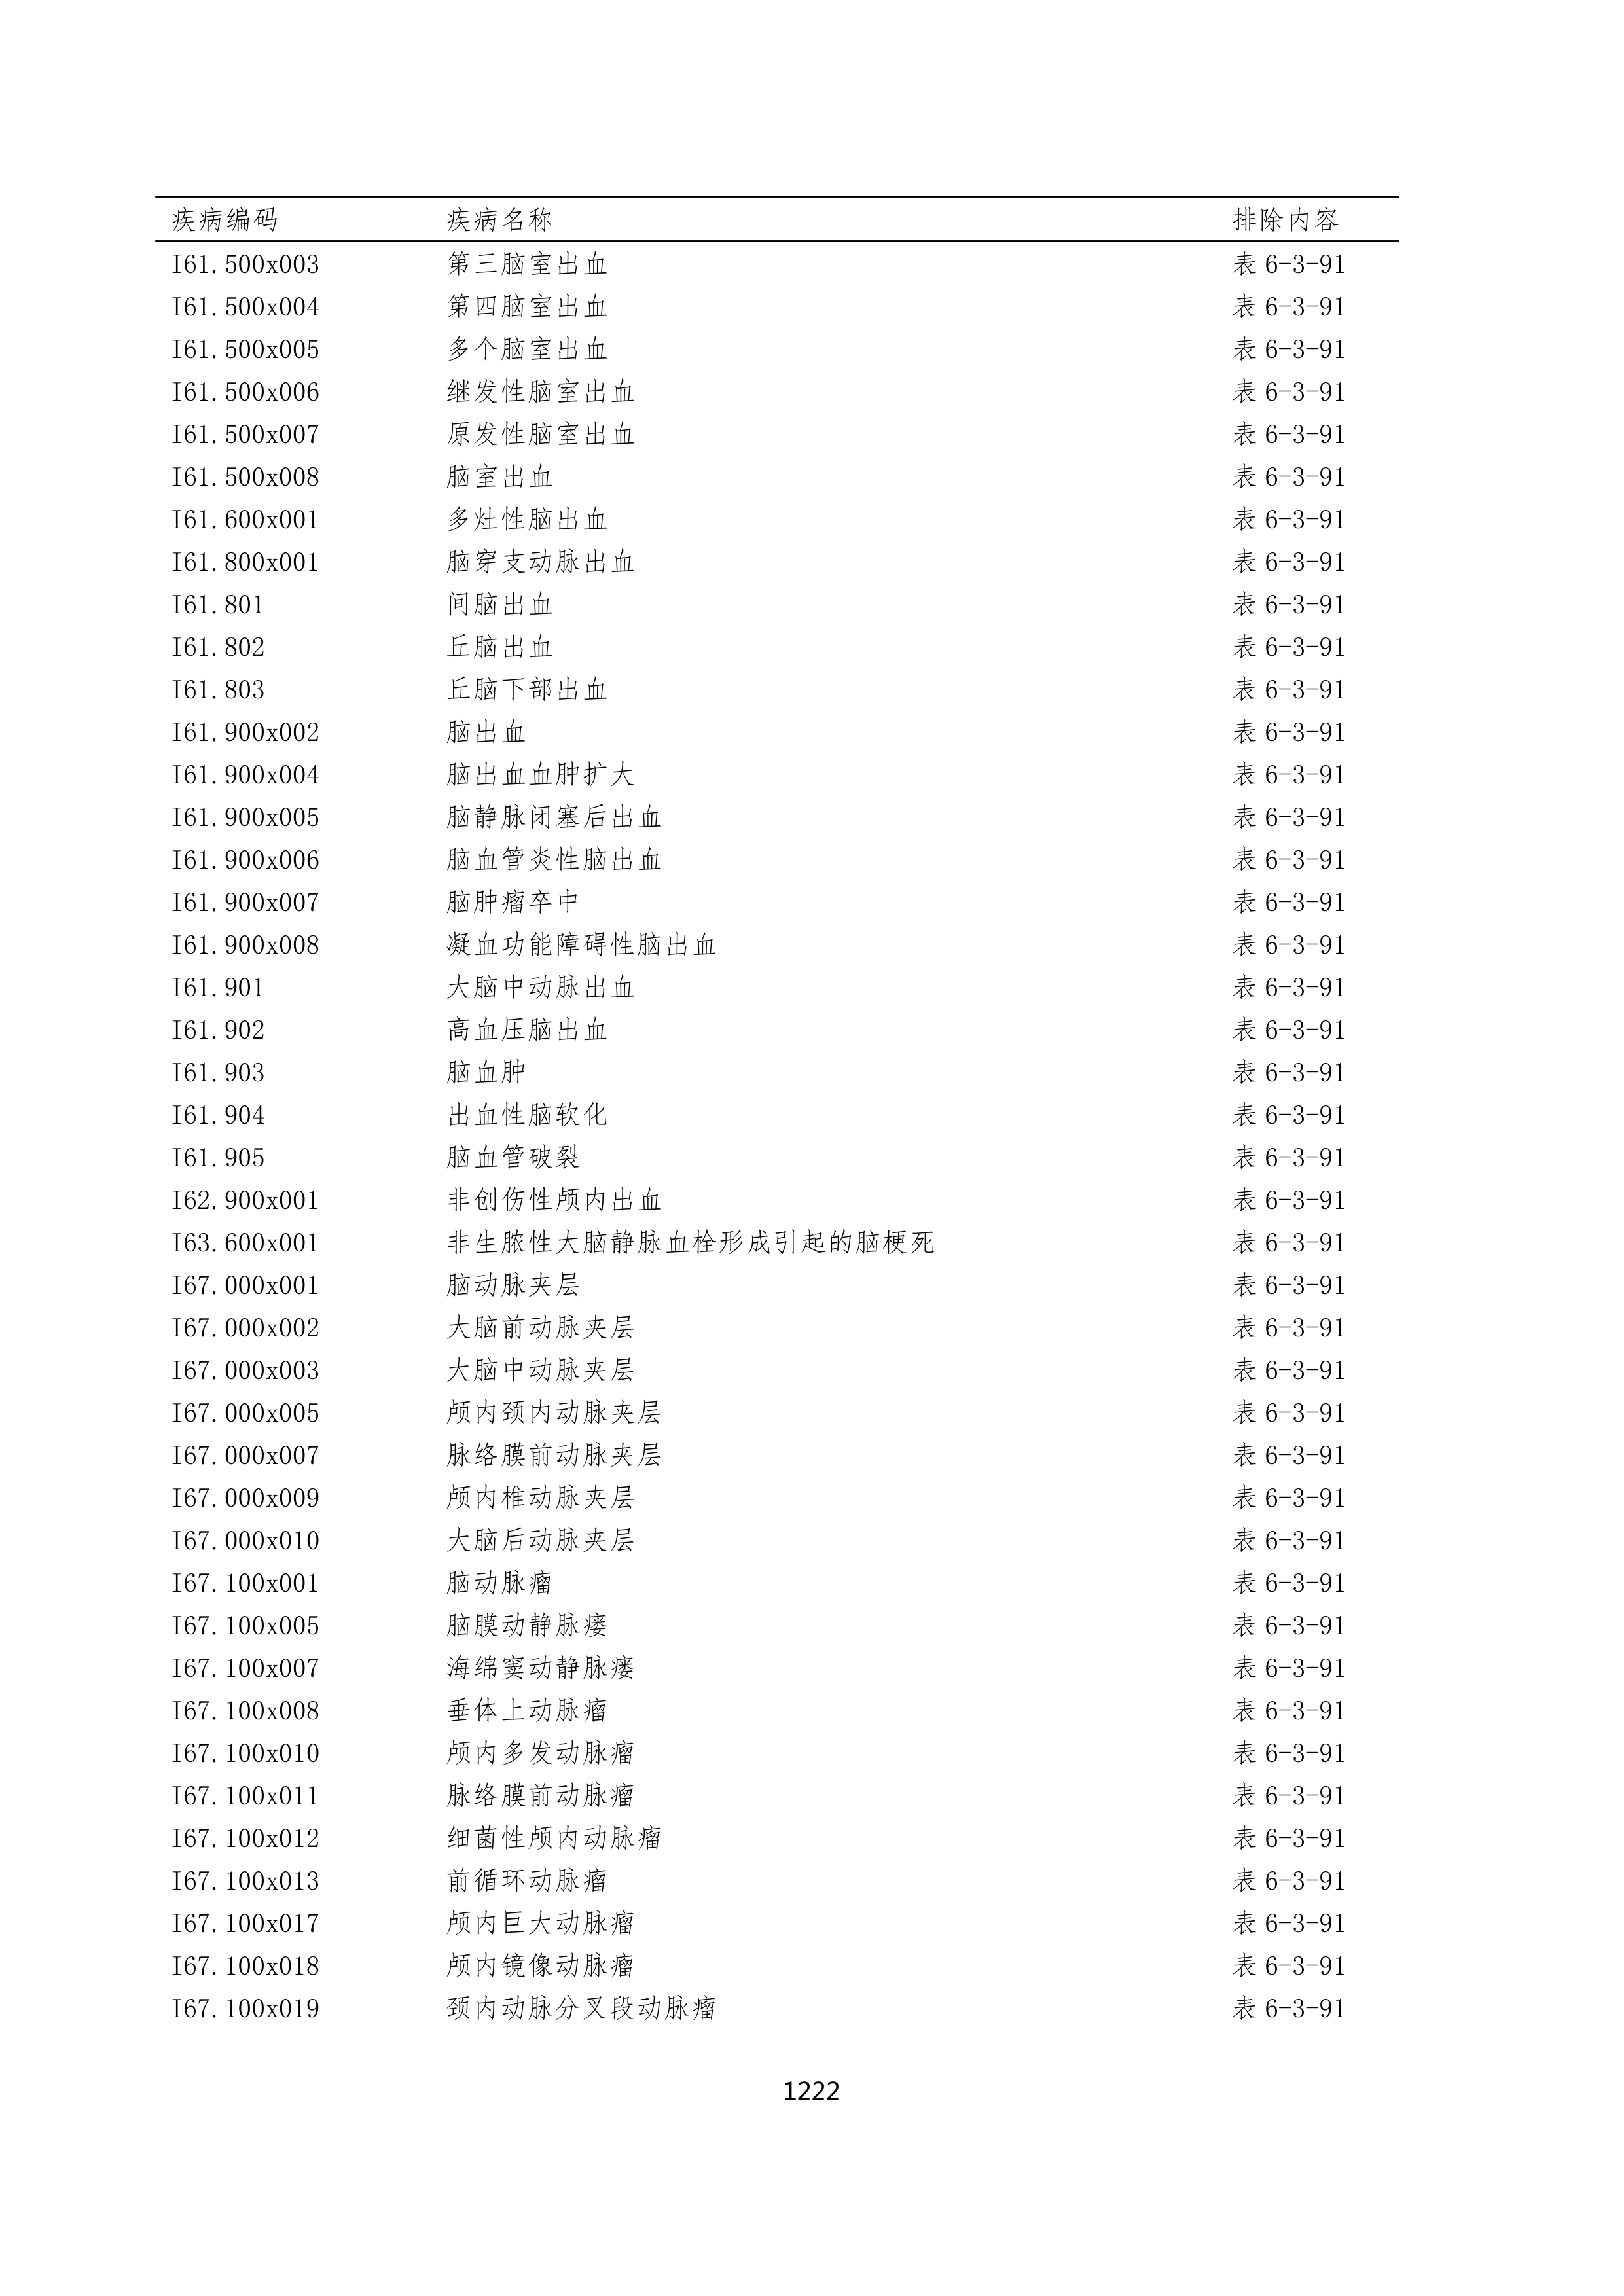 疾病编码 疾病名称 排除内容
I61.500x003 第三脑室出血 表 6-3-91
I61.500x004 第四脑室出血 表 6-3-91
I61.500x005 多个脑室出血 表 6-3-91
I61.500x006 继发性脑室出血 表 6-3-91
I61.500x007 原发性脑室出血 表 6-3-91
I61.500x008 脑室出血 表 6-3-91
I61.600x001 多灶性脑出血 表 6-3-91
I61.800x001 脑穿支动脉出血 表 6-3-91
I61.801 间脑出血 表 6-3-91
I61.802 丘脑出血 表 6-3-91
I61.803 丘脑下部出血 表 6-3-91
I61.900x002 脑出血 表 6-3-91
I61.900x004 脑出血血肿扩大 表 6-3-91
I61.900x005 脑静脉闭塞后出血 表 6-3-91
I61.900x006 脑血管炎性脑出血 表 6-3-91
I61.900x007 脑肿瘤卒中 表 6-3-91
I61.900x008 凝血功能障碍性脑出血 表 6-3-91
I61.901 大脑中动脉出血 表 6-3-91
I61.902 高血压脑出血 表 6-3-91
I61.903 脑血肿 表 6-3-91
I61.904 出血性脑软化 表 6-3-91
I61.905 脑血管破裂 表 6-3-91
I62.900x001 非创伤性颅内出血 表 6-3-91
I63.600x001 非生脓性大脑静脉血栓形成引起的脑梗死 表 6-3-91
I67.000x001 脑动脉夹层 表 6-3-91
I67.000x002 大脑前动脉夹层 表 6-3-91
I67.000x003 大脑中动脉夹层 表 6-3-91
I67.000x005 颅内颈内动脉夹层 表 6-3-91
I67.000x007 脉络膜前动脉夹层 表 6-3-91
I67.000x009 颅内椎动脉夹层 表 6-3-91
I67.000x010 大脑后动脉夹层 表 6-3-91
I67.100x001 脑动脉瘤 表 6-3-91
I67.100x005 脑膜动静脉瘘 表 6-3-91
I67.100x007 海绵窦动静脉瘘 表 6-3-91
I67.100x008 垂体上动脉瘤 表 6-3-91
I67.100x010 颅内多发动脉瘤 表 6-3-91
I67.100x011 脉络膜前动脉瘤 表 6-3-91
I67.100x012 细菌性颅内动脉瘤 表 6-3-91
I67.100x013 前循环动脉瘤 表 6-3-91
I67.100x017 颅内巨大动脉瘤 表 6-3-91
I67.100x018 颅内镜像动脉瘤 表 6-3-91
I67.100x019 颈内动脉分叉段动脉瘤 表 6-3-91
1222